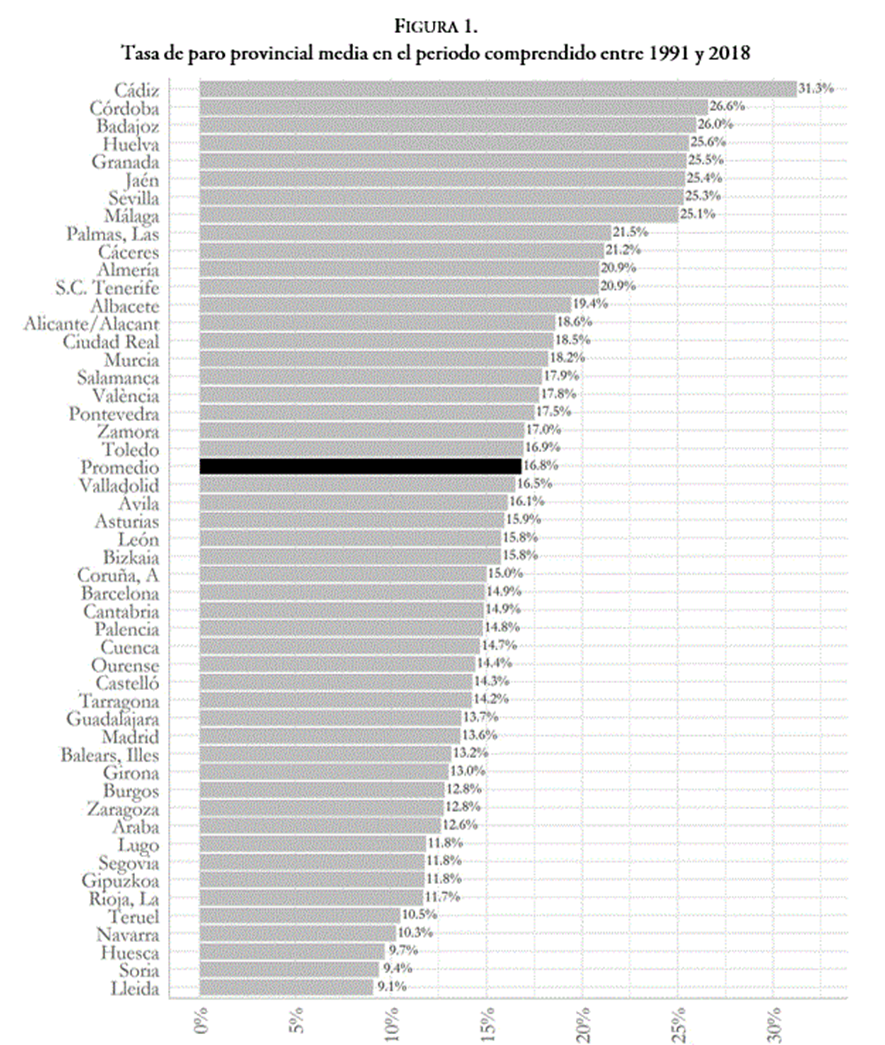 FIGURA 1.
Tasa de paro provincial media en el periodo comprendido entre 1991 y 2018
Cádiz 31.3%
Córdoba 26.6%
Badajoz 26.0%
Huelva 25.6%
Granada 25.5%
Jaén 25.4%
Sevilla 25.3%
Málaga 25.1%
Palmas, Las 21.5%
Cáceres 21.2%
Almería 20.9%
S.C. Tenerife 20.9%
Albacete 19.4%
Alicante/Alacant 18.6%
Ciudad Real 18.5%
Murcia 18.2%
Salamanca 17.9%
València 17.8%
Pontevedra 17.5%
Zamora 17.0%
Toledo 16.9%
Promedio 16.8%
Valladolid 16.5%
Ávila 16.1%
Asturias 15.9%
León 15.8%
Bizkaia 15.8%
Coruña, A 15.0%
Barcelona 14.9%
Cantabria 14.9%
Palencia 14.8%
Cuenca 14.7%
Ourense 14.4%
Castelló 14.3%
Tarragona 14.2%
Guadalajara 13.7%
Madrid 13.6%
Balears, Illes 13.2%
Girona 13.0%
Burgos 12.8%
Zaragoza 12.8%
Araba 12.6%
Lugo 11.8%
Segovia 11.8%
Gipuzkoa 11.8%
Rioja, La 11.7%
Teruel 10.5%
Navarra 10.3%
Huesca 9.7%
Soria 9.4%
Lleida 9.1%
0% 5% 10% 15% 20% 25% 30%